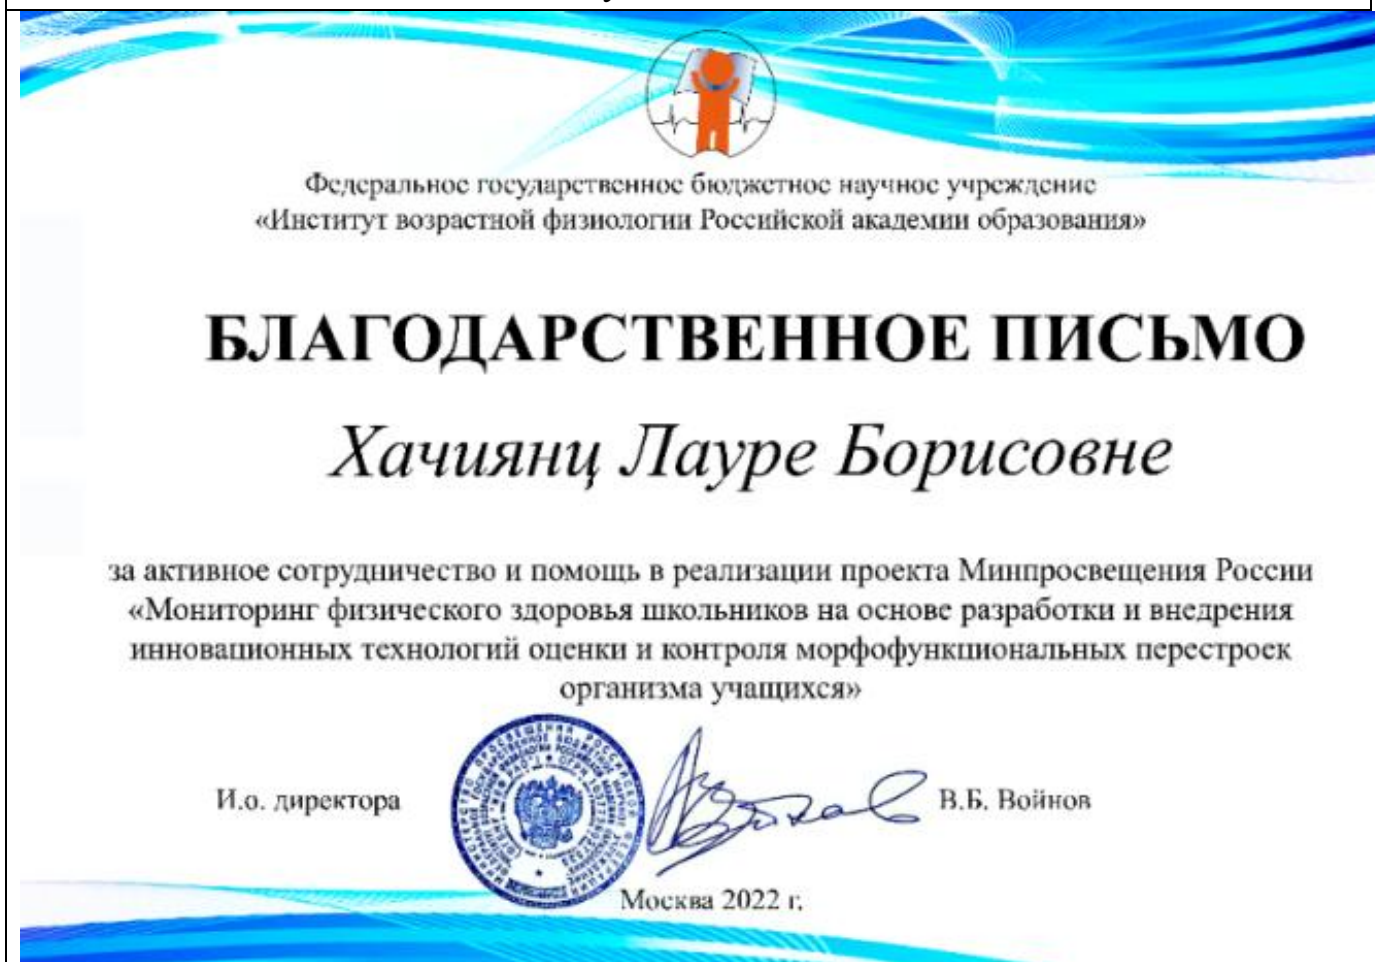 Федеральное государственное бюджетное научное учреждение
«Институт возрастной физиологии Российской академии образования»
БЛАГОДАРСТВЕННОЕ ПИСЬМО
Хачиянц Лауре Борисовне
за активное сотрудничество и помощь в реализации проекта Минпросвещения России
«Мониторинг физического здоровья школьников на основе разработки и внедрения
инновационных технологий оценки и контроля морфофункциональных перестроек
организма учащихся»
И.о. директора
В.Б. Войнов
Москва 2022 г.